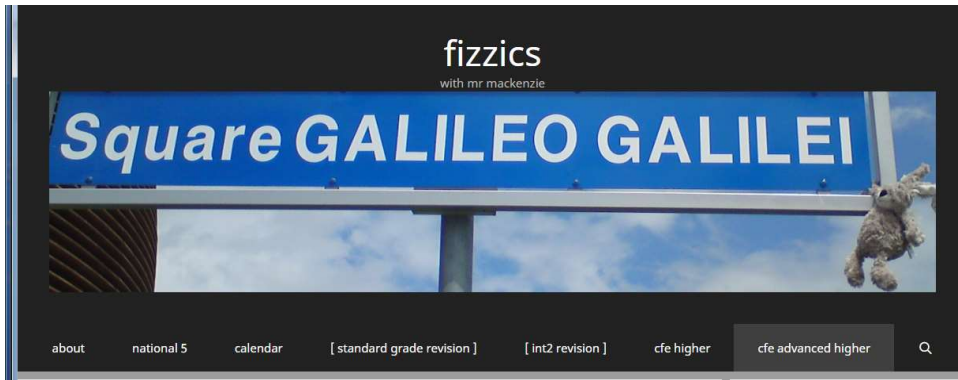 fizzics
with mr mackenzie
Square GALILEO GALILEI
about national 5 calendar [ standard grade revision ] [ int2 revision ] cfe higher cfe advanced higher